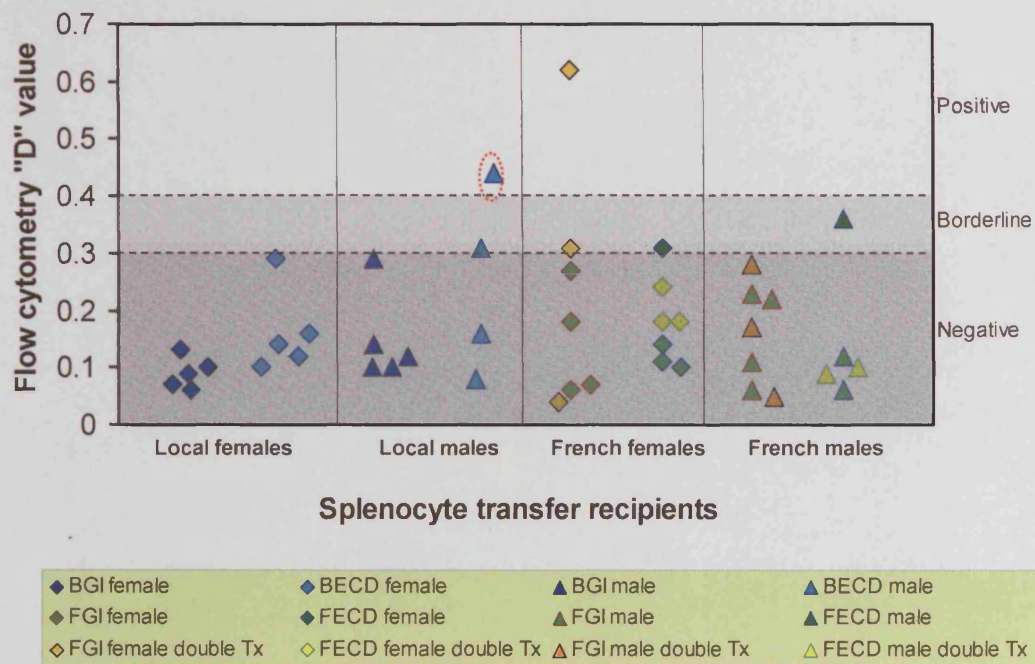 0.7
0.6
0.5
0.4
0.3
0.2
0.1
0
Flow cytometry "D" value
Positive
Borderline
Negative
Local females Local males French females French males
Splenocyte transfer recipients
BGI female BECD female BGI male BECD male
FGI female FECD female FGI male FECD male
FGI female double Tx FECD female double Tx FGI male double Tx FECD male double Tx